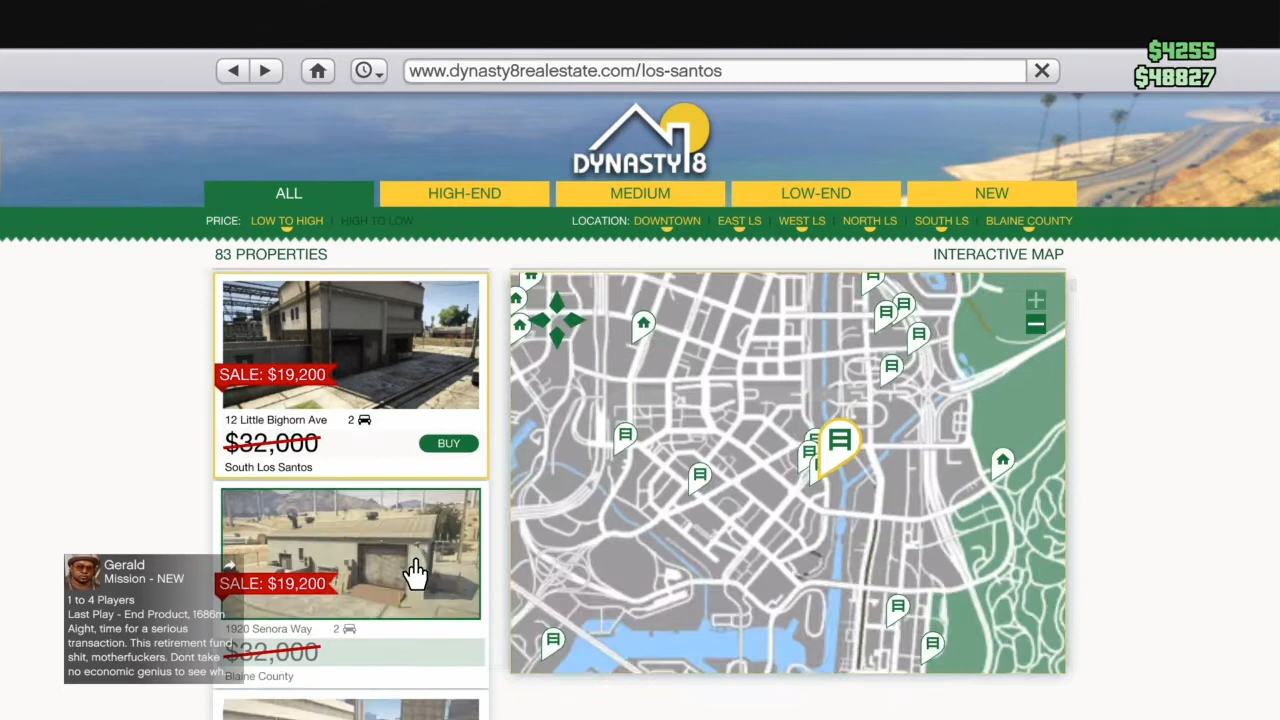 $4255
$48827
www.dynasty8realestate.com/los-santos
DYNASTY 8
ALL HIGH-END MEDIUM LOW-END NEW
PRICE: LOW TO HIGH | HIGH TO LOW LOCATION: DOWNTOWN | EAST LS | WEST LS | NORTH LS | SOUTH LS | BLAINE COUNTY
83 PROPERTIES INTERACTIVE MAP
SALE: $19,200
12 Little Bighorn Ave 2
$32,000 BUY
South Los Santos
SALE: $19,200
1920 Senora Way 2
$32,000
Blaine County
Gerald
Mission - NEW
1 to 4 Players
Last Play - End Product, 1686m
Aight, time for a serious
transaction. This retirement fund
shit, motherfuckers. Dont take
no economic genius to see wh